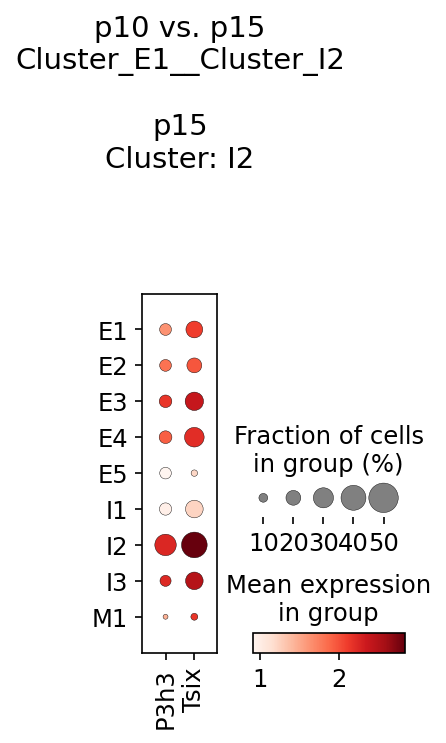 p10 vs. p15
Cluster_E1__Cluster_I2
p15
Cluster: I2
E1
E2
E3
E4
E5
I1
I2
I3
M1
P3h3
Tsix
Fraction of cells
in group (%)
10 20 30 40 50
Mean expression
in group
1 2